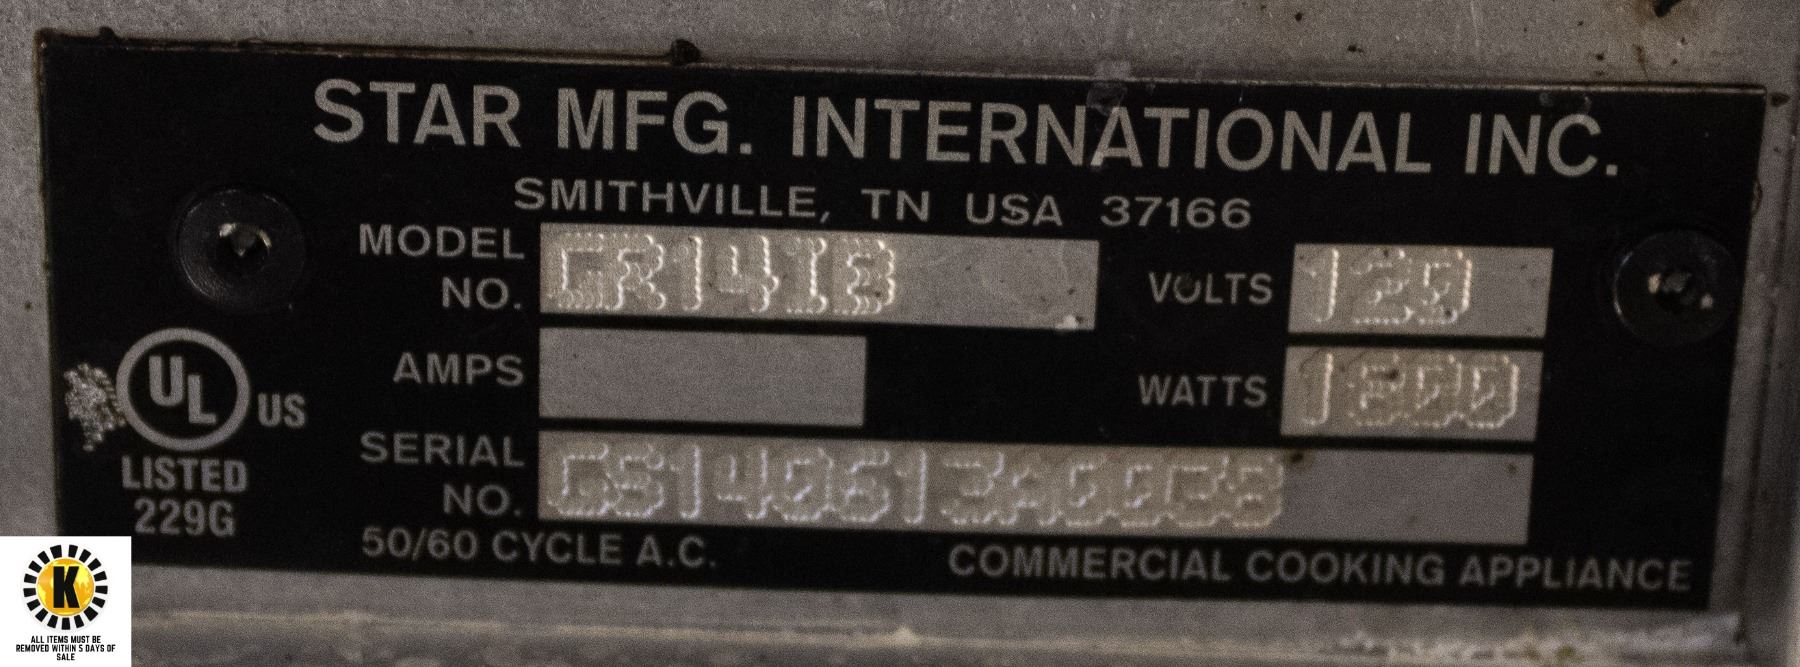 STAR MFG. INTERNATIONAL INC.
SMITHVILLE, TN USA 37166
MODEL NO. GR14IB
VOLTS 120
AMPS
WATTS 1800
SERIAL NO.
UL US
LISTED
229G
50/60 CYCLE A.C.
COMMERCIAL COOKING APPLIANCE
K
ALL ITEMS MUST BE
REMOVED WITHIN 5 DAYS OF
SALE